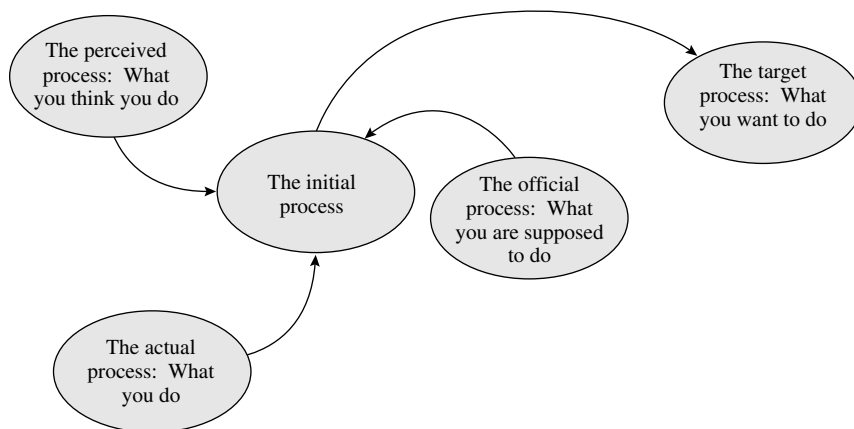 The perceived
process: What
you think you do
The target
process: What
you want to do
The initial
process
The official
process: What
you are supposed
to do
The actual
process: What
you do